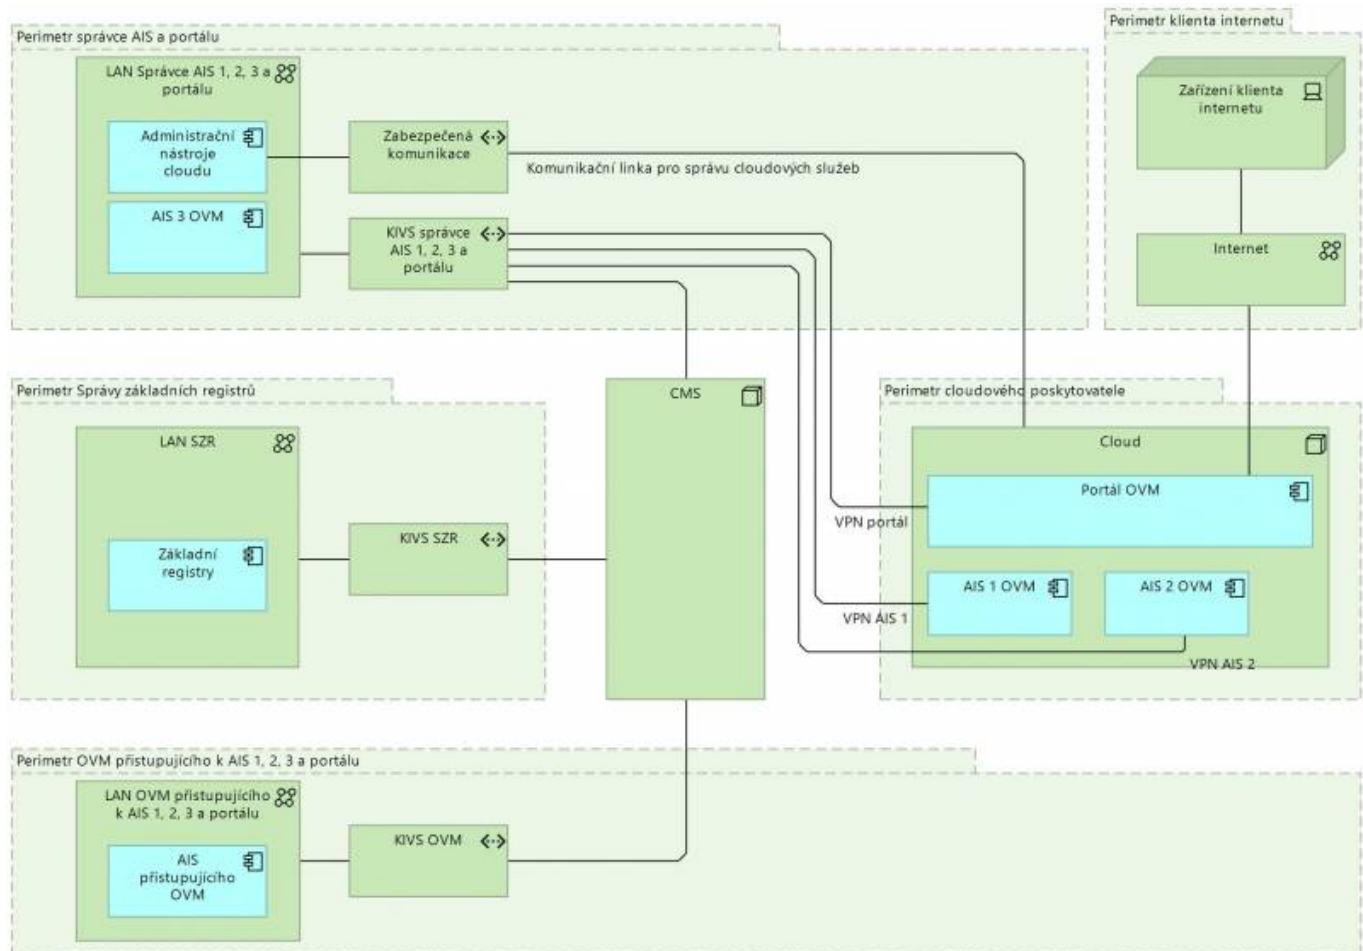 Perimetr správce AIS a portálu
LAN Správce AIS 1, 2, 3 a
portálu
Administrační
nástroje
cloudu
AIS 3 OVM
Zabezpečená
komunikace
Komunikační linka pro správu cloudových služeb
KIVS správce
AIS 1, 2, 3 a
portálu
Perimetr klienta internetu
Zařízení klienta
internetu
Internet
Perimetr Správy základních registrů
LAN SZR
Základní
registry
KIVS SZR
CMS
Perimetr cloudového poskytovatele
Cloud
Portál OVM
VPN portál
AIS 1 OVM
AIS 2 OVM
VPN AIS 1
VPN AIS 2
Perimetr OVM přistupujícího k AIS 1, 2, 3 a portálu
LAN OVM přistupujícího
k AIS 1, 2, 3 a portálu
AIS
přistupujícího
OVM
KIVS OVM